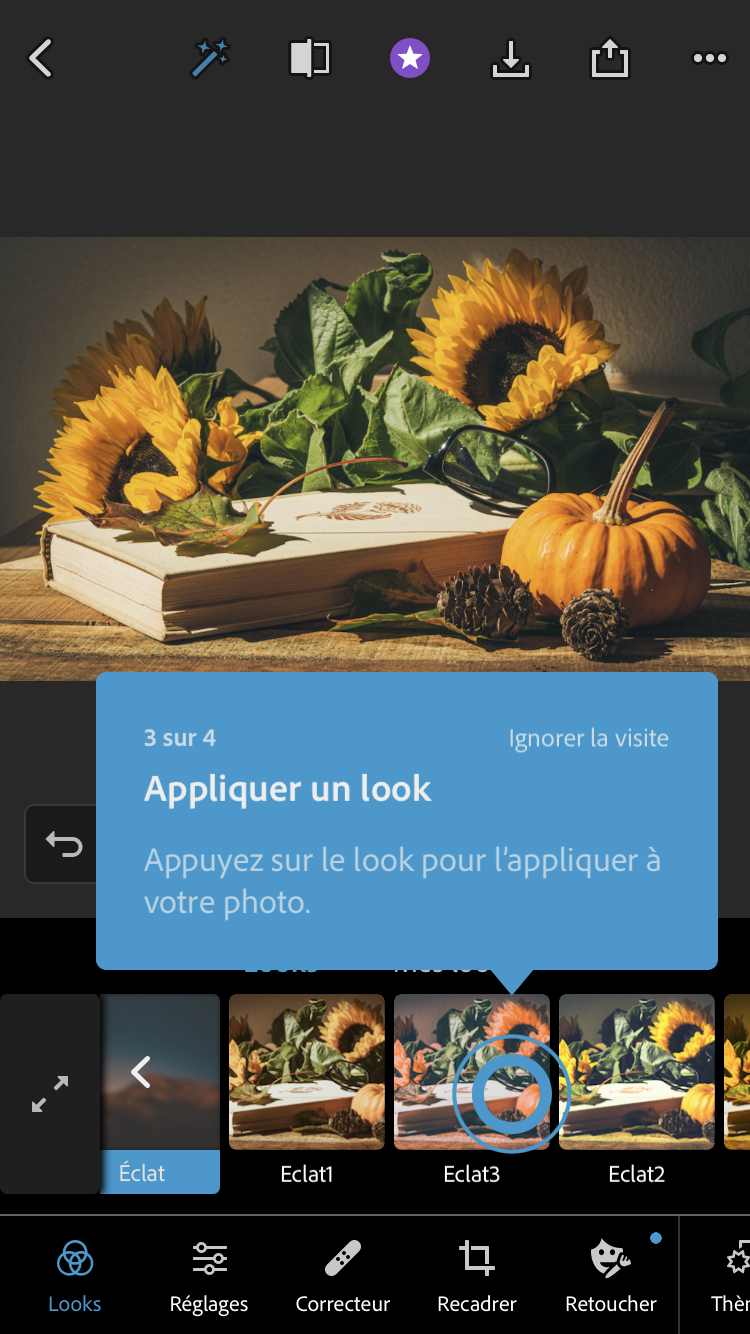 3 sur 4
Ignorer la visite
Appliquer un look
Appuyez sur le look pour l'appliquer à
votre photo.
Éclat
Eclat1
Eclat3
Eclat2
Looks
Réglages
Correcteur
Recadrer
Retoucher